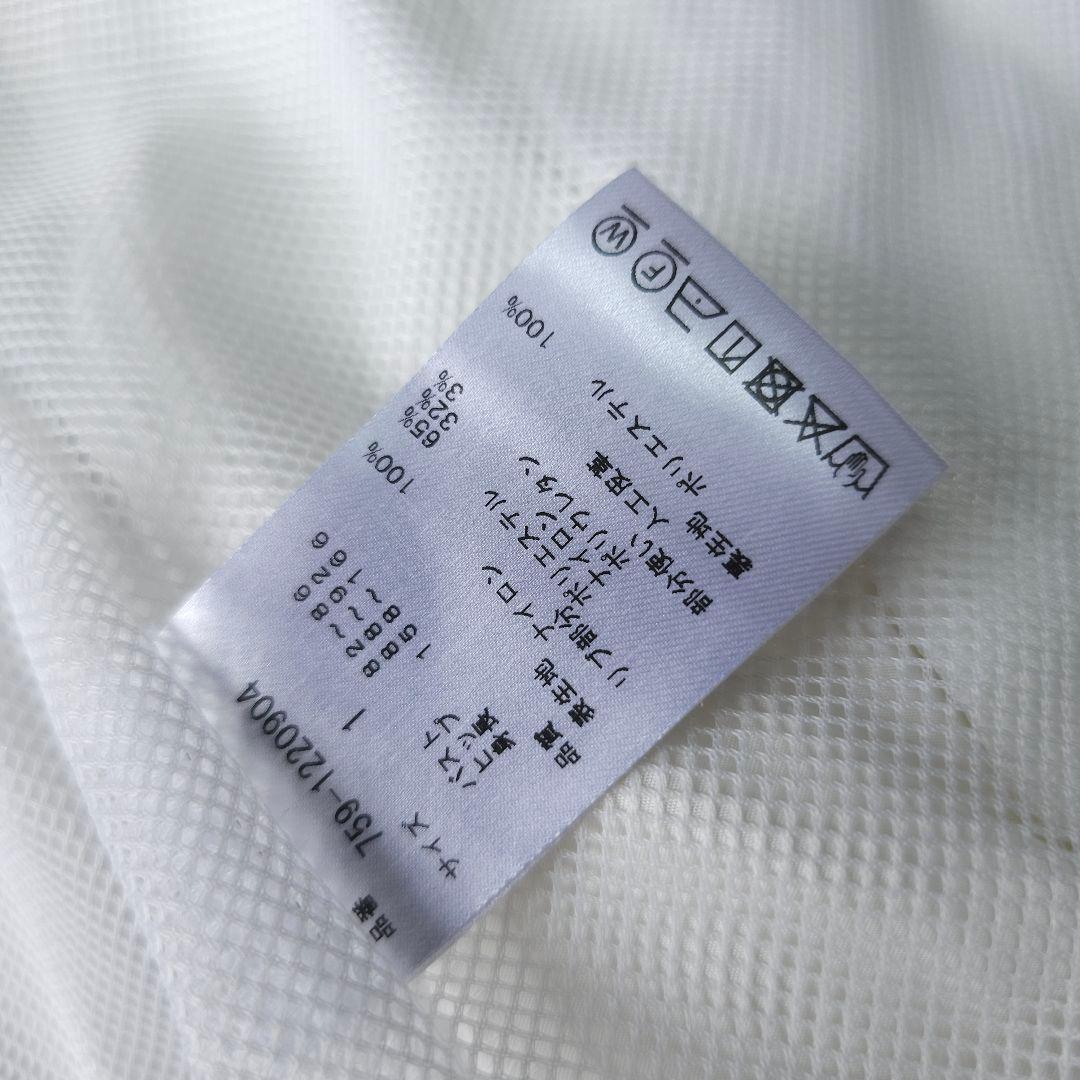 品番 759-1220904
サイズ 1
バスト 82～86
ヒップ 88～92
身長 158～166
品質
表生地 ナイロン 100%
リブ部分 ポリエステル 65%
ナイロン 32%
ポリウレタン 3%
部分使い、人工皮革
裏生地 ポリエステル 100%
F W